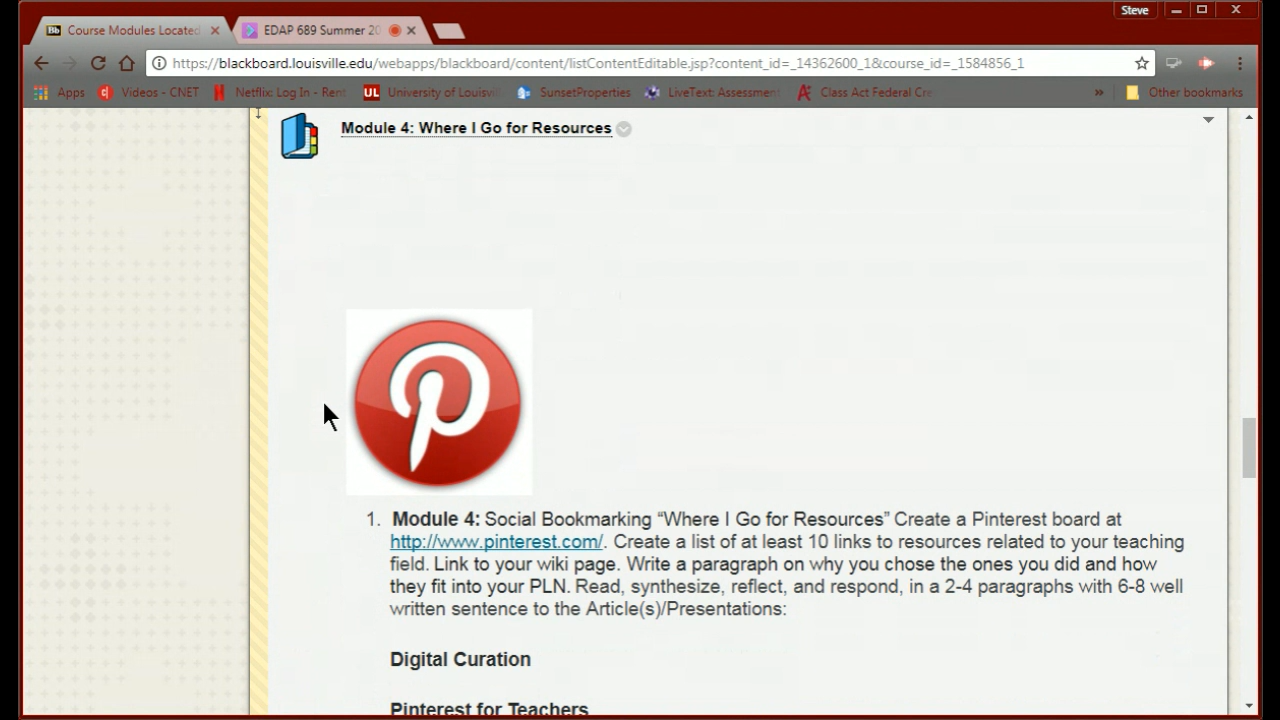 Steve
Bb Course Modules Located
EDAP 689 Summer 20
https://blackboard.louisville.edu/webapps/blackboard/content/listContentEditable.jsp?content_id=_14362600_1&course_id=_1584856_1
Apps Videos - CNET Netflix: Log In - Rent UL University of Louisvil SunsetProperties LiveText: Assessment Class Act Federal Cre » Other bookmarks
Module 4: Where I Go for Resources
1. Module 4: Social Bookmarking “Where I Go for Resources” Create a Pinterest board at
http://www.pinterest.com/. Create a list of at least 10 links to resources related to your teaching
field. Link to your wiki page. Write a paragraph on why you chose the ones you did and how
they fit into your PLN. Read, synthesize, reflect, and respond, in a 2-4 paragraphs with 6-8 well
written sentence to the Article(s)/Presentations:
Digital Curation
Pinterest for Teachers